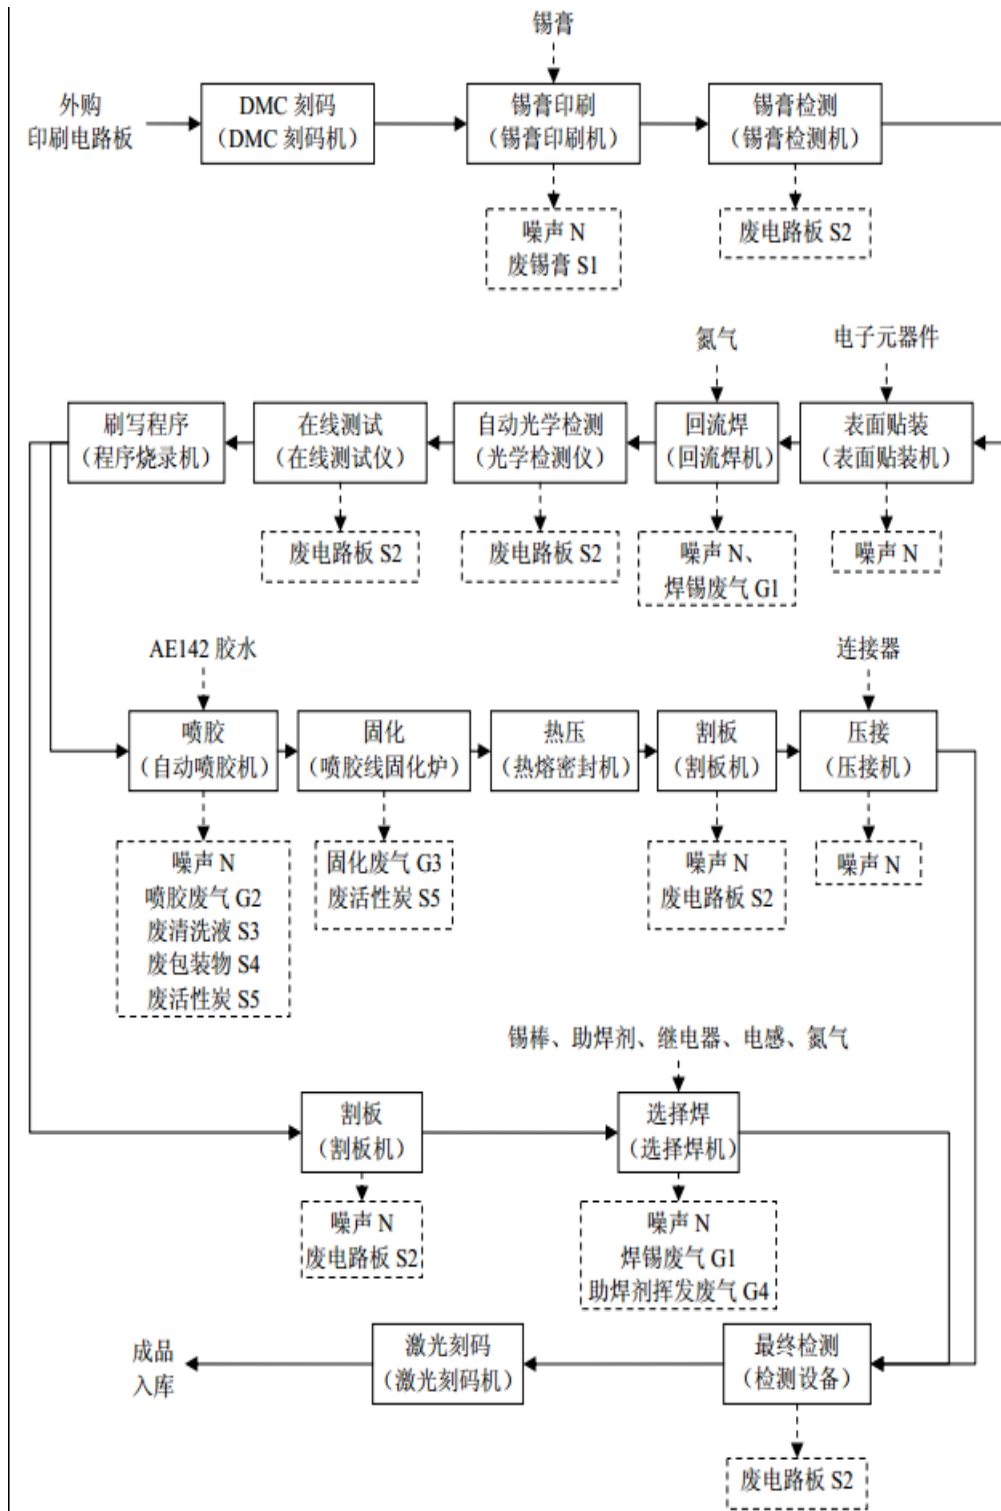 锡膏
外购
印刷电路板
DMC 刻码
（DMC 刻码机）
锡膏印刷
（锡膏印刷机）
锡膏检测
（锡膏检测机）
噪声 N
废锡膏 S1
废电路板 S2
氮气
电子元器件
刷写程序
（程序烧录机）
在线测试
（在线测试仪）
自动光学检测
（光学检测仪）
回流焊
（回流焊机）
表面贴装
（表面贴装机）
废电路板 S2
废电路板 S2
噪声 N、
焊锡废气 G1
噪声 N
AE142 胶水
连接器
喷胶
（自动喷胶机）
固化
（喷胶线固化炉）
热压
（热熔密封机）
割板
（割板机）
压接
（压接机）
噪声 N
喷胶废气 G2
废清洗液 S3
废包装物 S4
废活性炭 S5
固化废气 G3
废活性炭 S5
噪声 N
废电路板 S2
噪声 N
锡棒、助焊剂、继电器、电感、氮气
割板
（割板机）
选择焊
（选择焊机）
噪声 N
废电路板 S2
噪声 N
焊锡废气 G1
助焊剂挥发废气 G4
成品
入库
激光刻码
（激光刻码机）
最终检测
（检测设备）
废电路板 S2